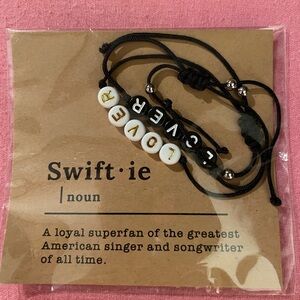 LOVER
LOVER
Swift·ie
|noun
A loyal superfan of the greatest
American singer and songwriter
of all time.